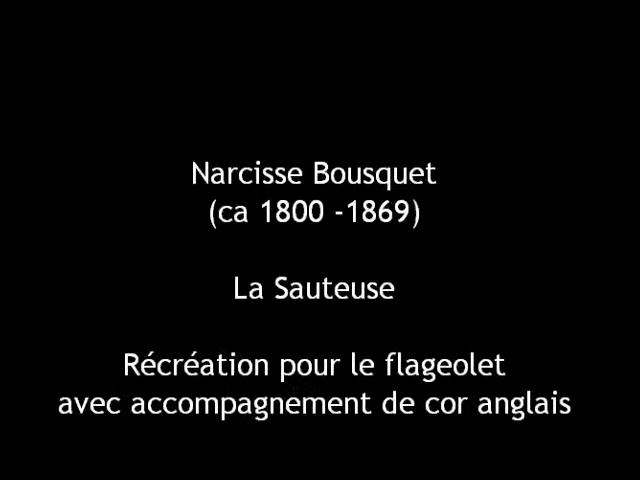 Narcisse Bousquet
(ca 1800 -1869)
La Sauteuse
Récréation pour le flageolet
avec accompagnement de cor anglais